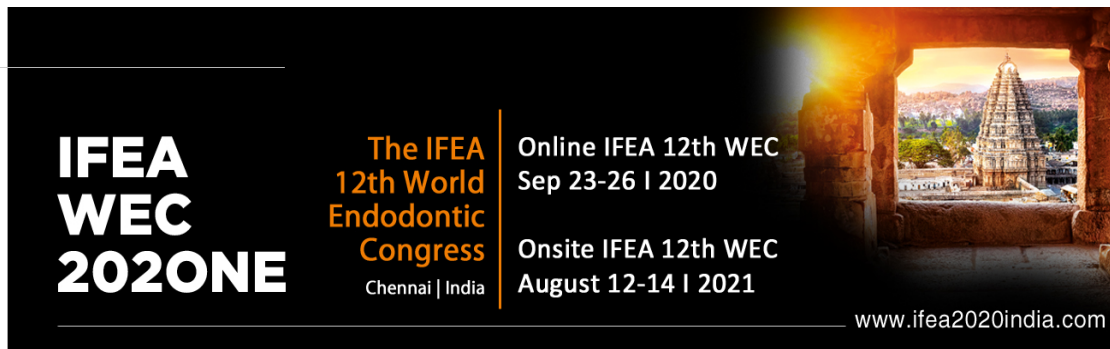 IFEA
WEC
202ONE
The IFEA
12th World
Endodontic
Congress
Chennai | India
Online IFEA 12th WEC
Sep 23-26 I 2020
Onsite IFEA 12th WEC
August 12-14 I 2021
www.ifea2020india.com